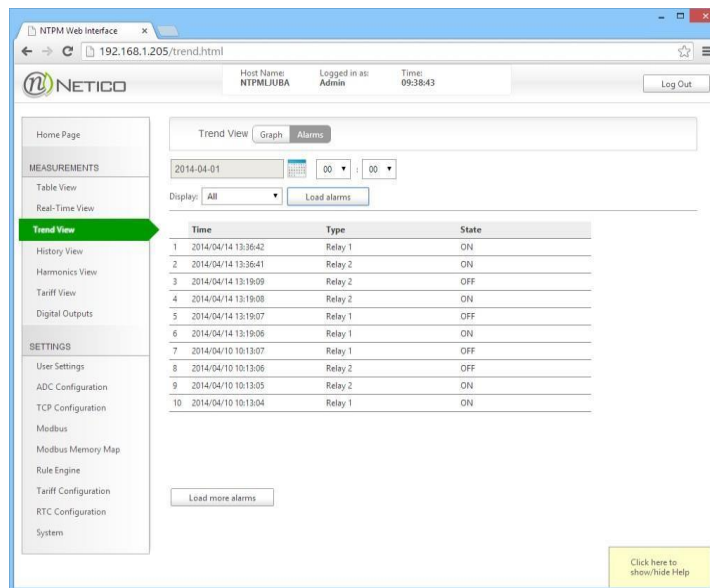 NTPM Web Interface
192.168.1.205/trend.html
NETICO
Host Name:
NTPMLJUBA
Logged in as:
Admin
Time:
09:38:43
Log Out
Home Page
MEASUREMENTS
Table View
Real-Time View
Trend View
History View
Harmonics View
Tariff View
Digital Outputs
SETTINGS
User Settings
ADC Configuration
TCP Configuration
Modbus
Modbus Memory Map
Rule Engine
Tariff Configuration
RTC Configuration
System
Trend View Graph Alarms
2014-04-01 00 : 00
Display: All Load alarms
Time Type State
1 2014/04/14 13:36:42 Relay 1 ON
2 2014/04/14 13:36:41 Relay 2 ON
3 2014/04/14 13:19:09 Relay 2 OFF
4 2014/04/14 13:19:08 Relay 2 ON
5 2014/04/14 13:19:07 Relay 1 OFF
6 2014/04/14 13:19:06 Relay 1 ON
7 2014/04/10 10:13:07 Relay 1 OFF
8 2014/04/10 10:13:06 Relay 2 OFF
9 2014/04/10 10:13:05 Relay 2 ON
10 2014/04/10 10:13:04 Relay 1 ON
Load more alarms
Click here to
show/hide Help